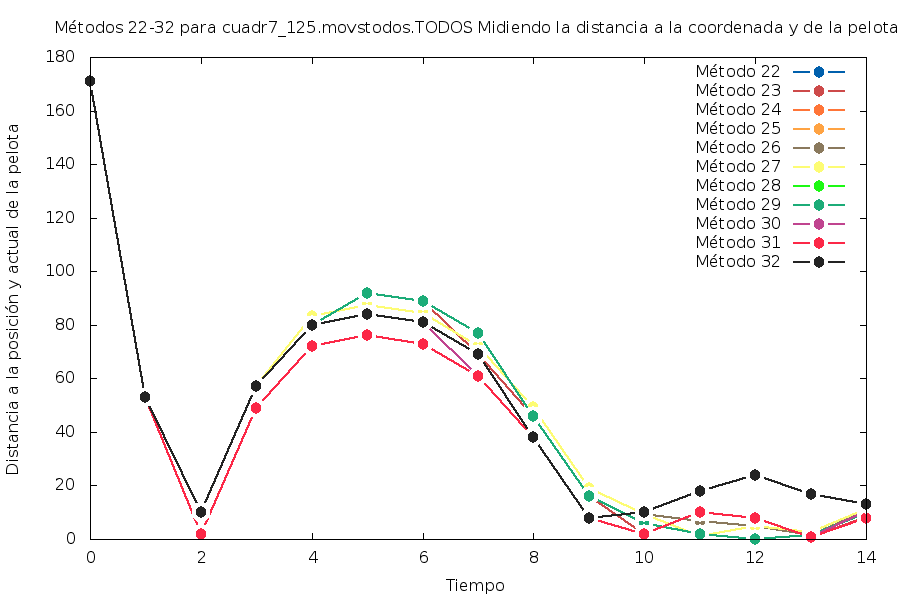 Métodos 22-32 para cuadr7_125.movstodos.TODOS Midiendo la distancia a la coordenada y de la pelota
Distancia a la posición y actual de la pelota
180
160
140
120
100
80
60
40
20
0
Método 22
Método 23
Método 24
Método 25
Método 26
Método 27
Método 28
Método 29
Método 30
Método 31
Método 32
0 2 4 6 8 10 12 14
Tiempo